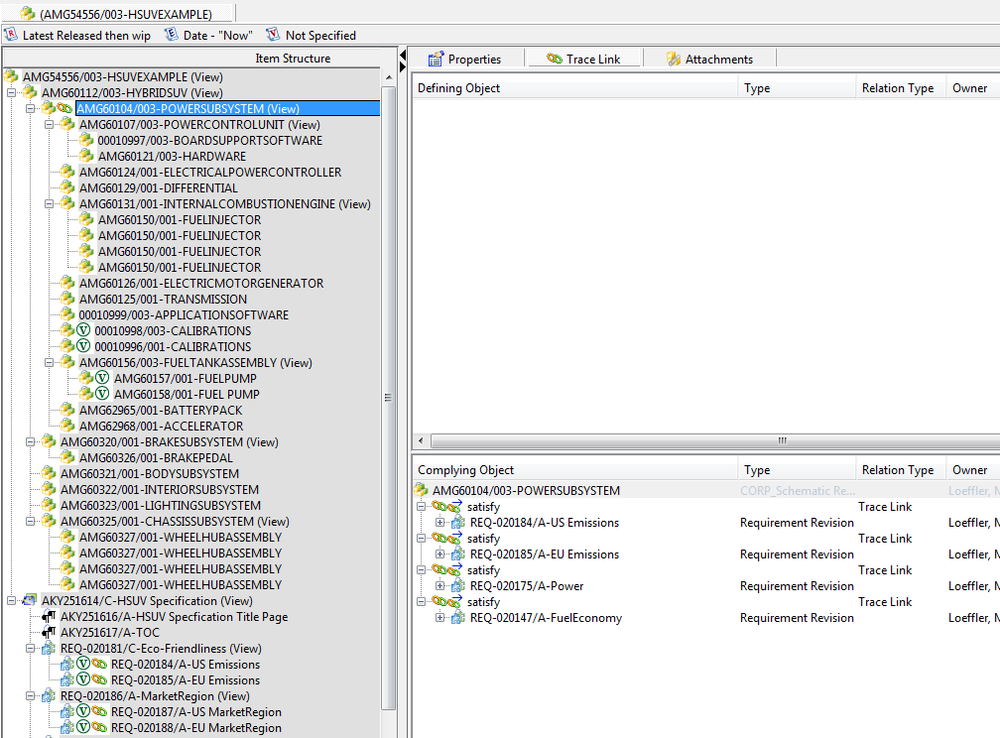 (AMG54556/003-HSUVEXAMPLE)
Latest Released then wip Date - "Now" Not Specified
Item Structure
AMG54556/003-HSUVEXAMPLE (View)
AMG60112/003-HYBRIDSUV (View)
AMG60104/003-POWERSUBSYSTEM (View)
AMG60107/003-POWERCONTROLUNIT (View)
00010997/003-BOARDSUPPORTSOFTWARE
AMG60121/003-HARDWARE
AMG60124/001-ELECTRICALPOWERCONTROLLER
AMG60129/001-DIFFERENTIAL
AMG60131/001-INTERNALCOMBUSTIONENGINE (View)
AMG60150/001-FUELINJECTOR
AMG60150/001-FUELINJECTOR
AMG60150/001-FUELINJECTOR
AMG60150/001-FUELINJECTOR
AMG60126/001-ELECTRICMOTORGENERATOR
AMG60125/001-TRANSMISSION
00010999/003-APPLICATIONSOFTWARE
V 00010998/003-CALIBRATIONS
V 00010996/001-CALIBRATIONS
AMG60156/003-FUELTANKASSEMBLY (View)
V AMG60157/001-FUELPUMP
V AMG60158/001-FUEL PUMP
AMG62965/001-BATTERYPACK
AMG62968/001-ACCELERATOR
AMG60320/001-BRAKESUBSYSTEM (View)
AMG60326/001-BRAKEPEDAL
AMG60321/001-BODYSUBSYSTEM
AMG60322/001-INTERIORSUBSYSTEM
AMG60323/001-LIGHTINGSUBSYSTEM
AMG60325/001-CHASSISSUBSYSTEM (View)
AMG60327/001-WHEELHUBASSEMBLY
AMG60327/001-WHEELHUBASSEMBLY
AMG60327/001-WHEELHUBASSEMBLY
AMG60327/001-WHEELHUBASSEMBLY
AKY251614/C-HSUV Specification (View)
AKY251616/A-HSUV Specfication Title Page
AKY251617/A-TOC
REQ-020181/C-Eco-Friendliness (View)
V REQ-020184/A-US Emissions
V REQ-020185/A-EU Emissions
REQ-020186/A-MarketRegion (View)
V REQ-020187/A-US MarketRegion
V REQ-020188/A-EU MarketRegion
Properties Trace Link Attachments
Defining Object Type Relation Type Owner
Complying Object Type Relation Type Owner
AMG60104/003-POWERSUBSYSTEM CORP_Schematic Re... Loeffler, M
satisfy Trace Link
REQ-020184/A-US Emissions Requirement Revision Loeffler, M
satisfy Trace Link
REQ-020185/A-EU Emissions Requirement Revision Loeffler, M
satisfy Trace Link
REQ-020175/A-Power Requirement Revision Loeffler, M
satisfy Trace Link
REQ-020147/A-FuelEconomy Requirement Revision Loeffler, M